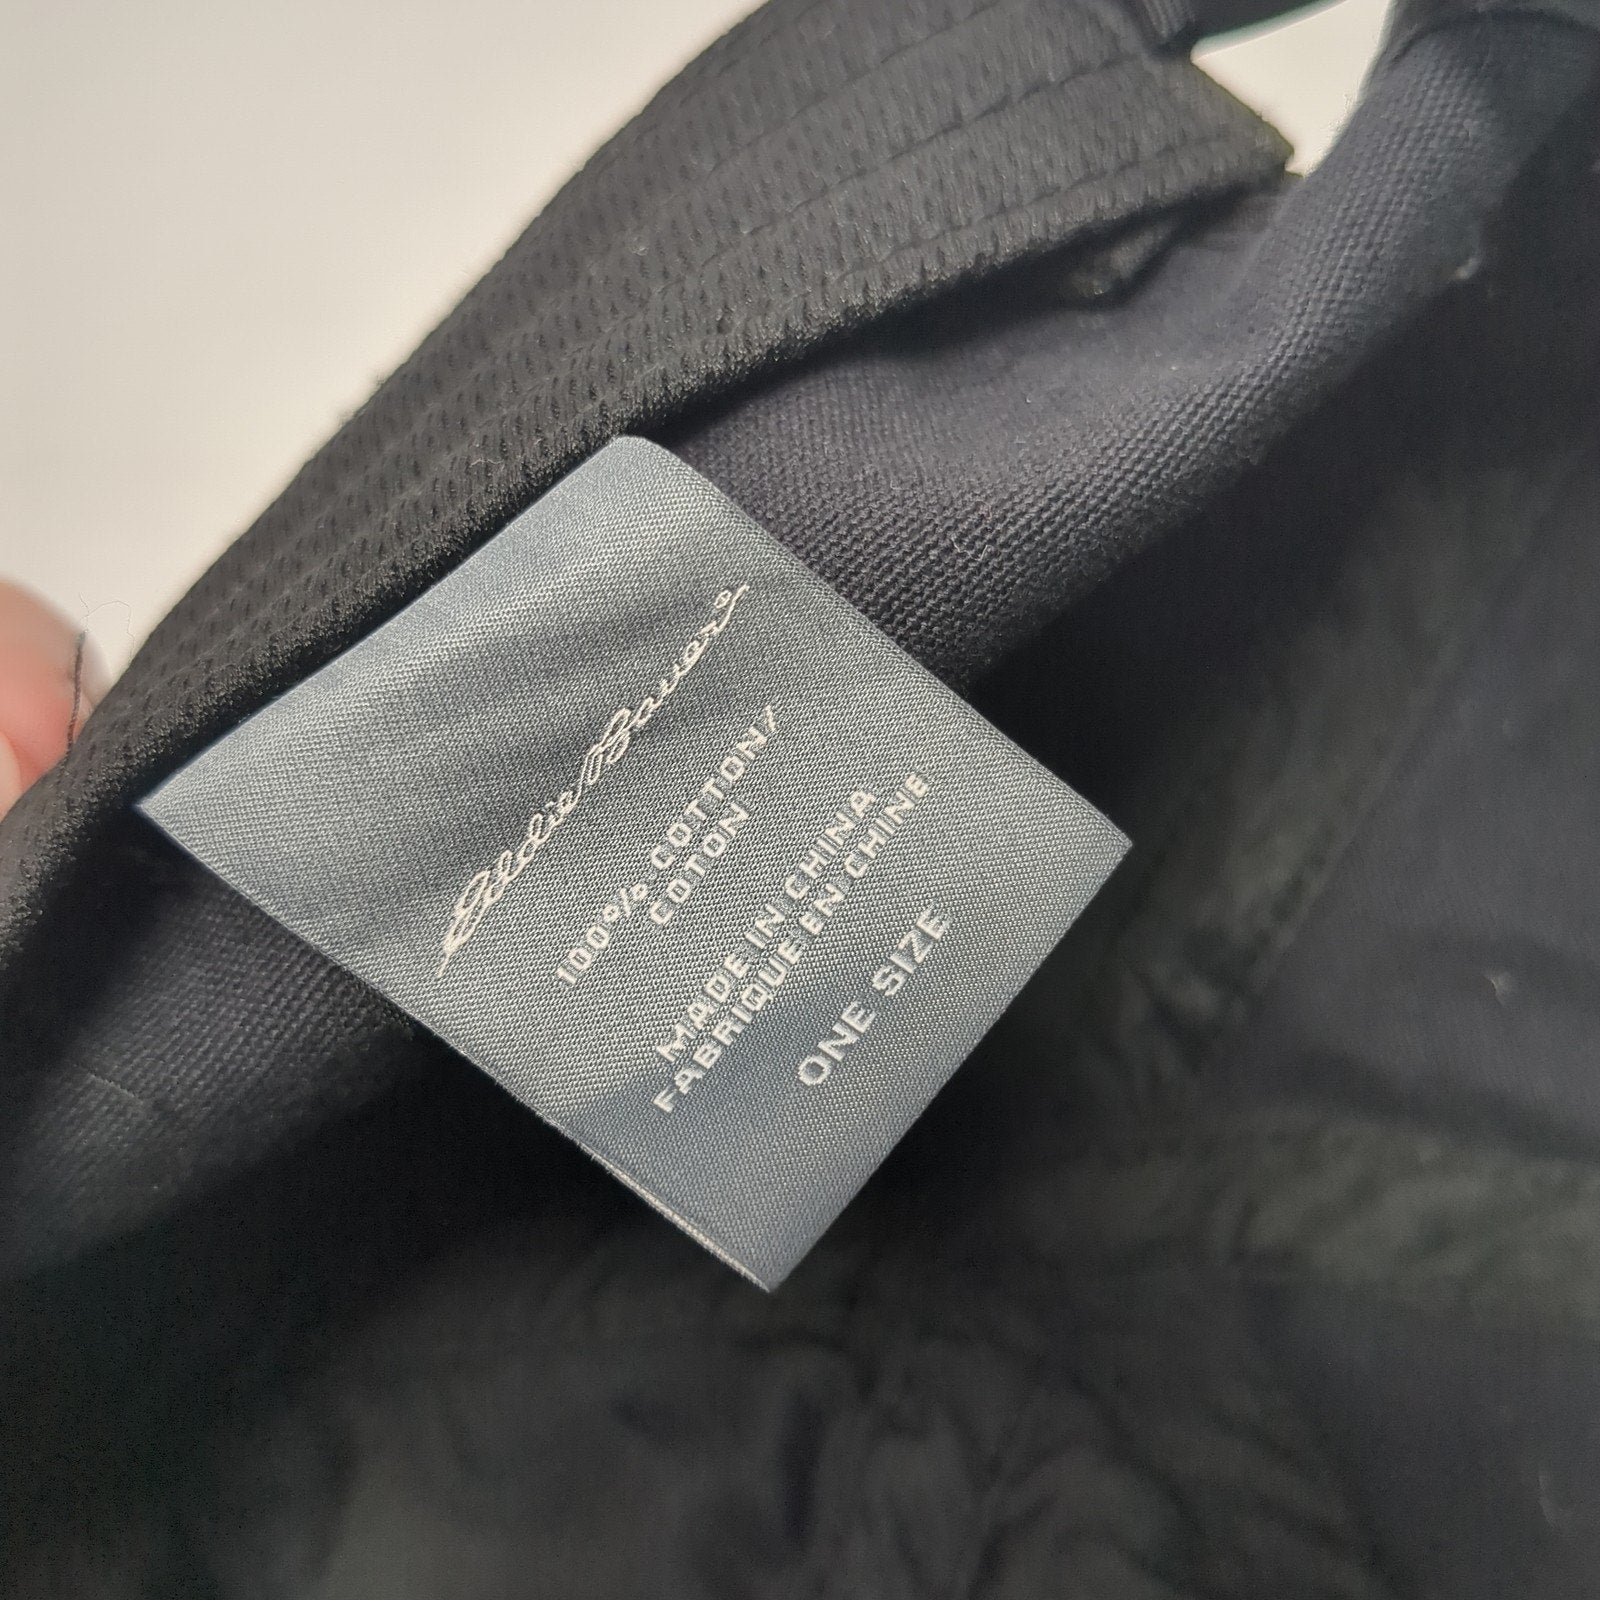 Eddie Bauer®
100% COTTON/
COTON
MADE IN CHINA
FABRIQUE EN CHINE
ONE SIZE